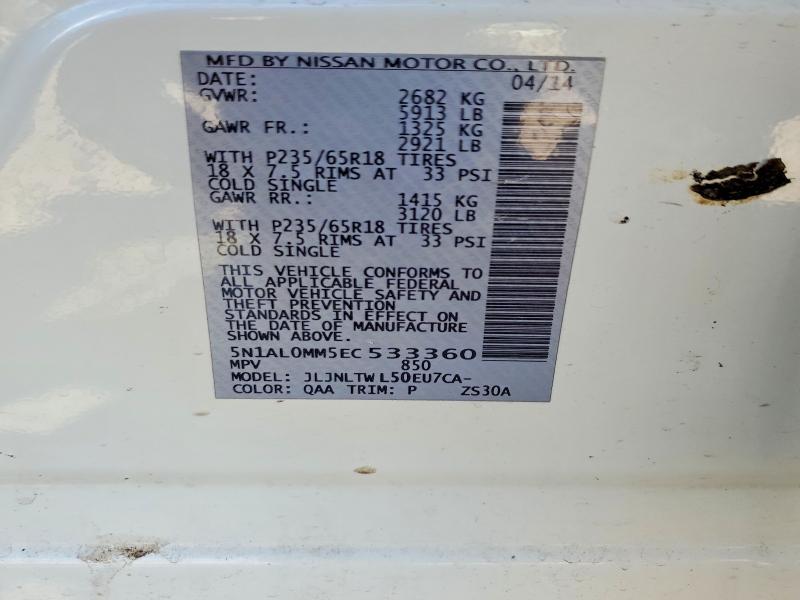 MFD BY NISSAN MOTOR CO., LTD.
DATE: 04/14
GVWR: 2682 KG
5913 LB
GAWR FR.: 1325 KG
2921 LB
WITH P235/65R18 TIRES
18 X 7.5 RIMS AT 33 PSI
COLD SINGLE
GAWR RR.: 1415 KG
3120 LB
WITH P235/65R18 TIRES
18 X 7.5 RIMS AT 33 PSI
COLD SINGLE
THIS VEHICLE CONFORMS TO
ALL APPLICABLE FEDERAL
MOTOR VEHICLE SAFETY AND
THEFT PREVENTION
STANDARDS IN EFFECT ON
THE DATE OF MANUFACTURE
SHOWN ABOVE.
5N1AL0MM5EC533360
MPV 850
MODEL: JLJNLTW L50EU7CA-
COLOR: QAA TRIM: P ZS30A